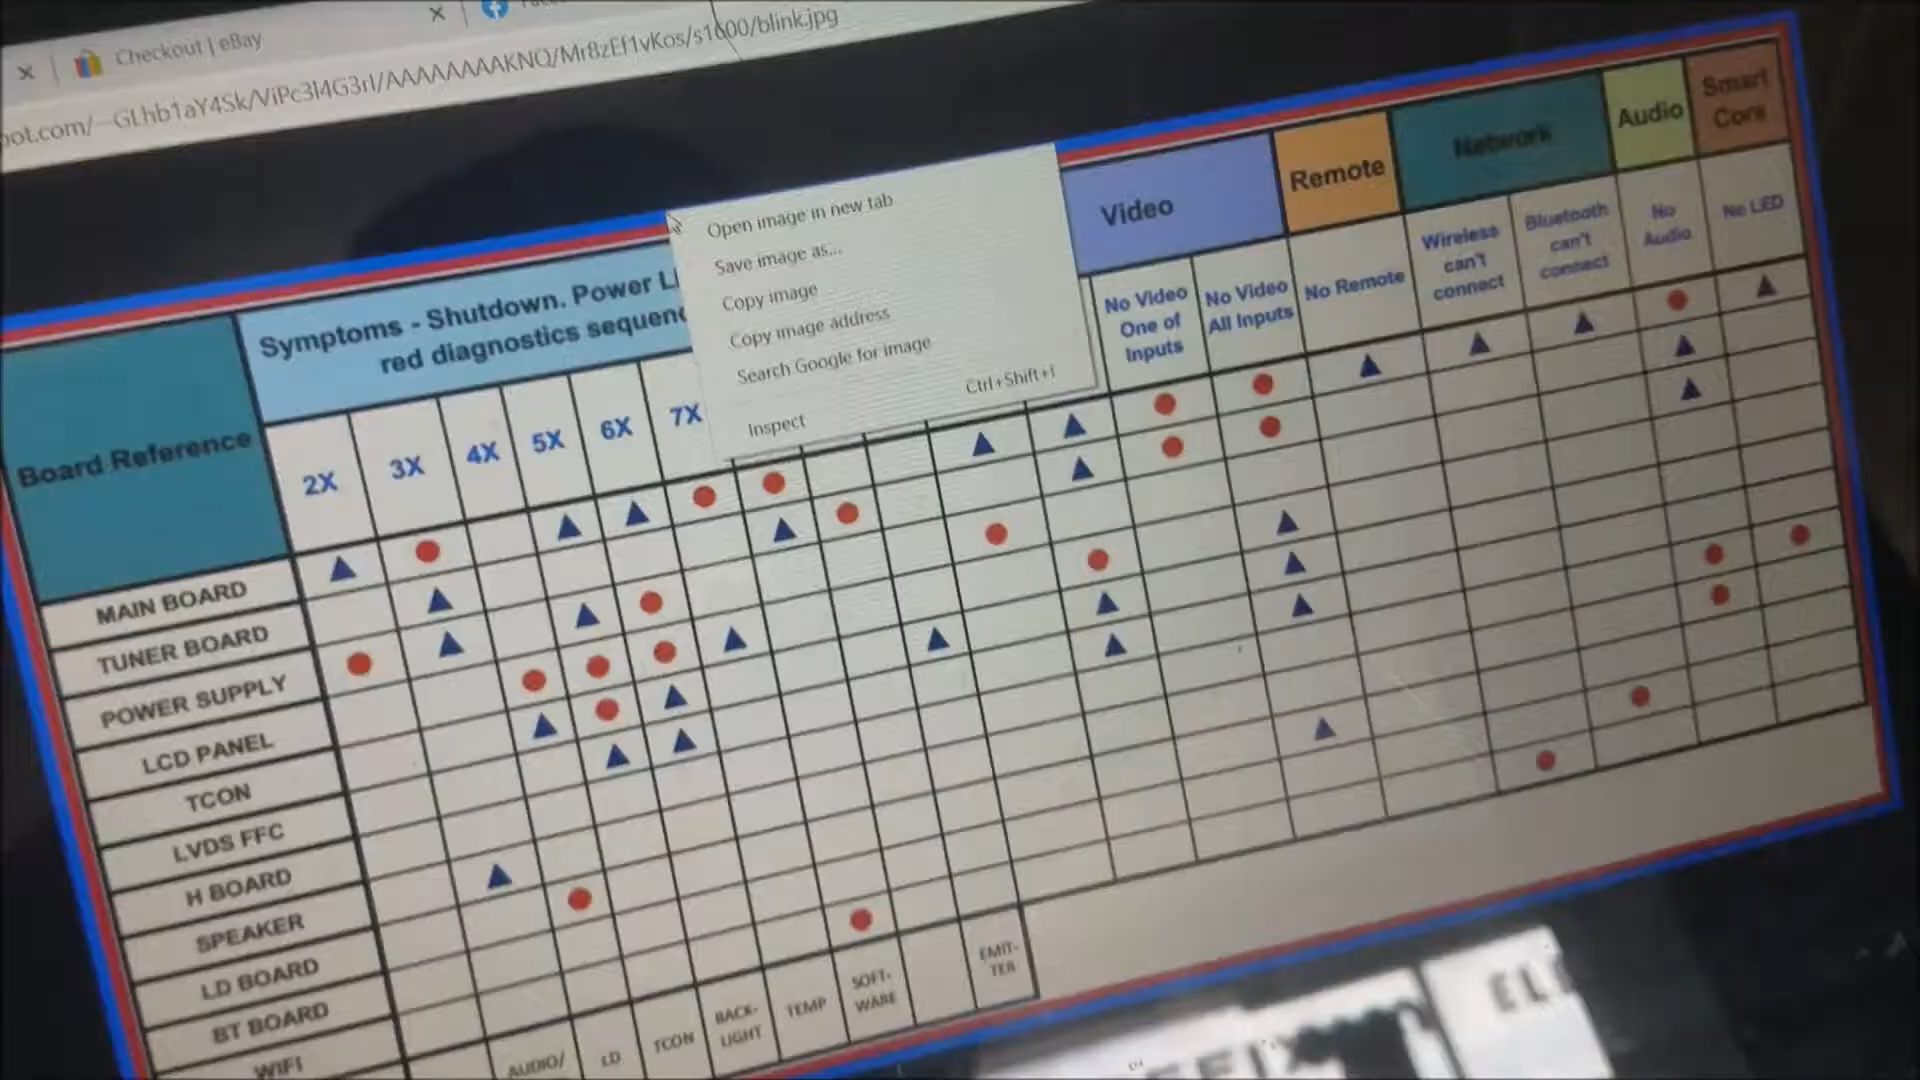 Checkout | eBay
oot.com/--GLhb1aY4Sk/ViPc3l4G3rI/AAAAAAAAKNQ/Mr8zEf1vKos/s1600/blink.jpg
Board Reference
Symptoms - Shutdown. Power
red diagnostics
Open image in new tab
Save image as...
Copy image
Copy image address
Search Google for image
Inspect
Ctrl+Shift+I
Video
Remote
Network
Audio
Smart
Core
2X
3X
4X
5X
6X
7X
No Video
One of
Inputs
No Video
All Inputs
No Remote
Wireless
can't
connect
Bluetooth
can't
connect
No
Audio
No LED
MAIN BOARD
TUNER BOARD
POWER SUPPLY
LCD PANEL
TCON
LVDS FFC
H BOARD
SPEAKER
LD BOARD
BT BOARD
WIFI
AUDIO/
LD
TCON
BACK-
LIGHT
TEMP
SOFT-
WARE
EMIT-
TER